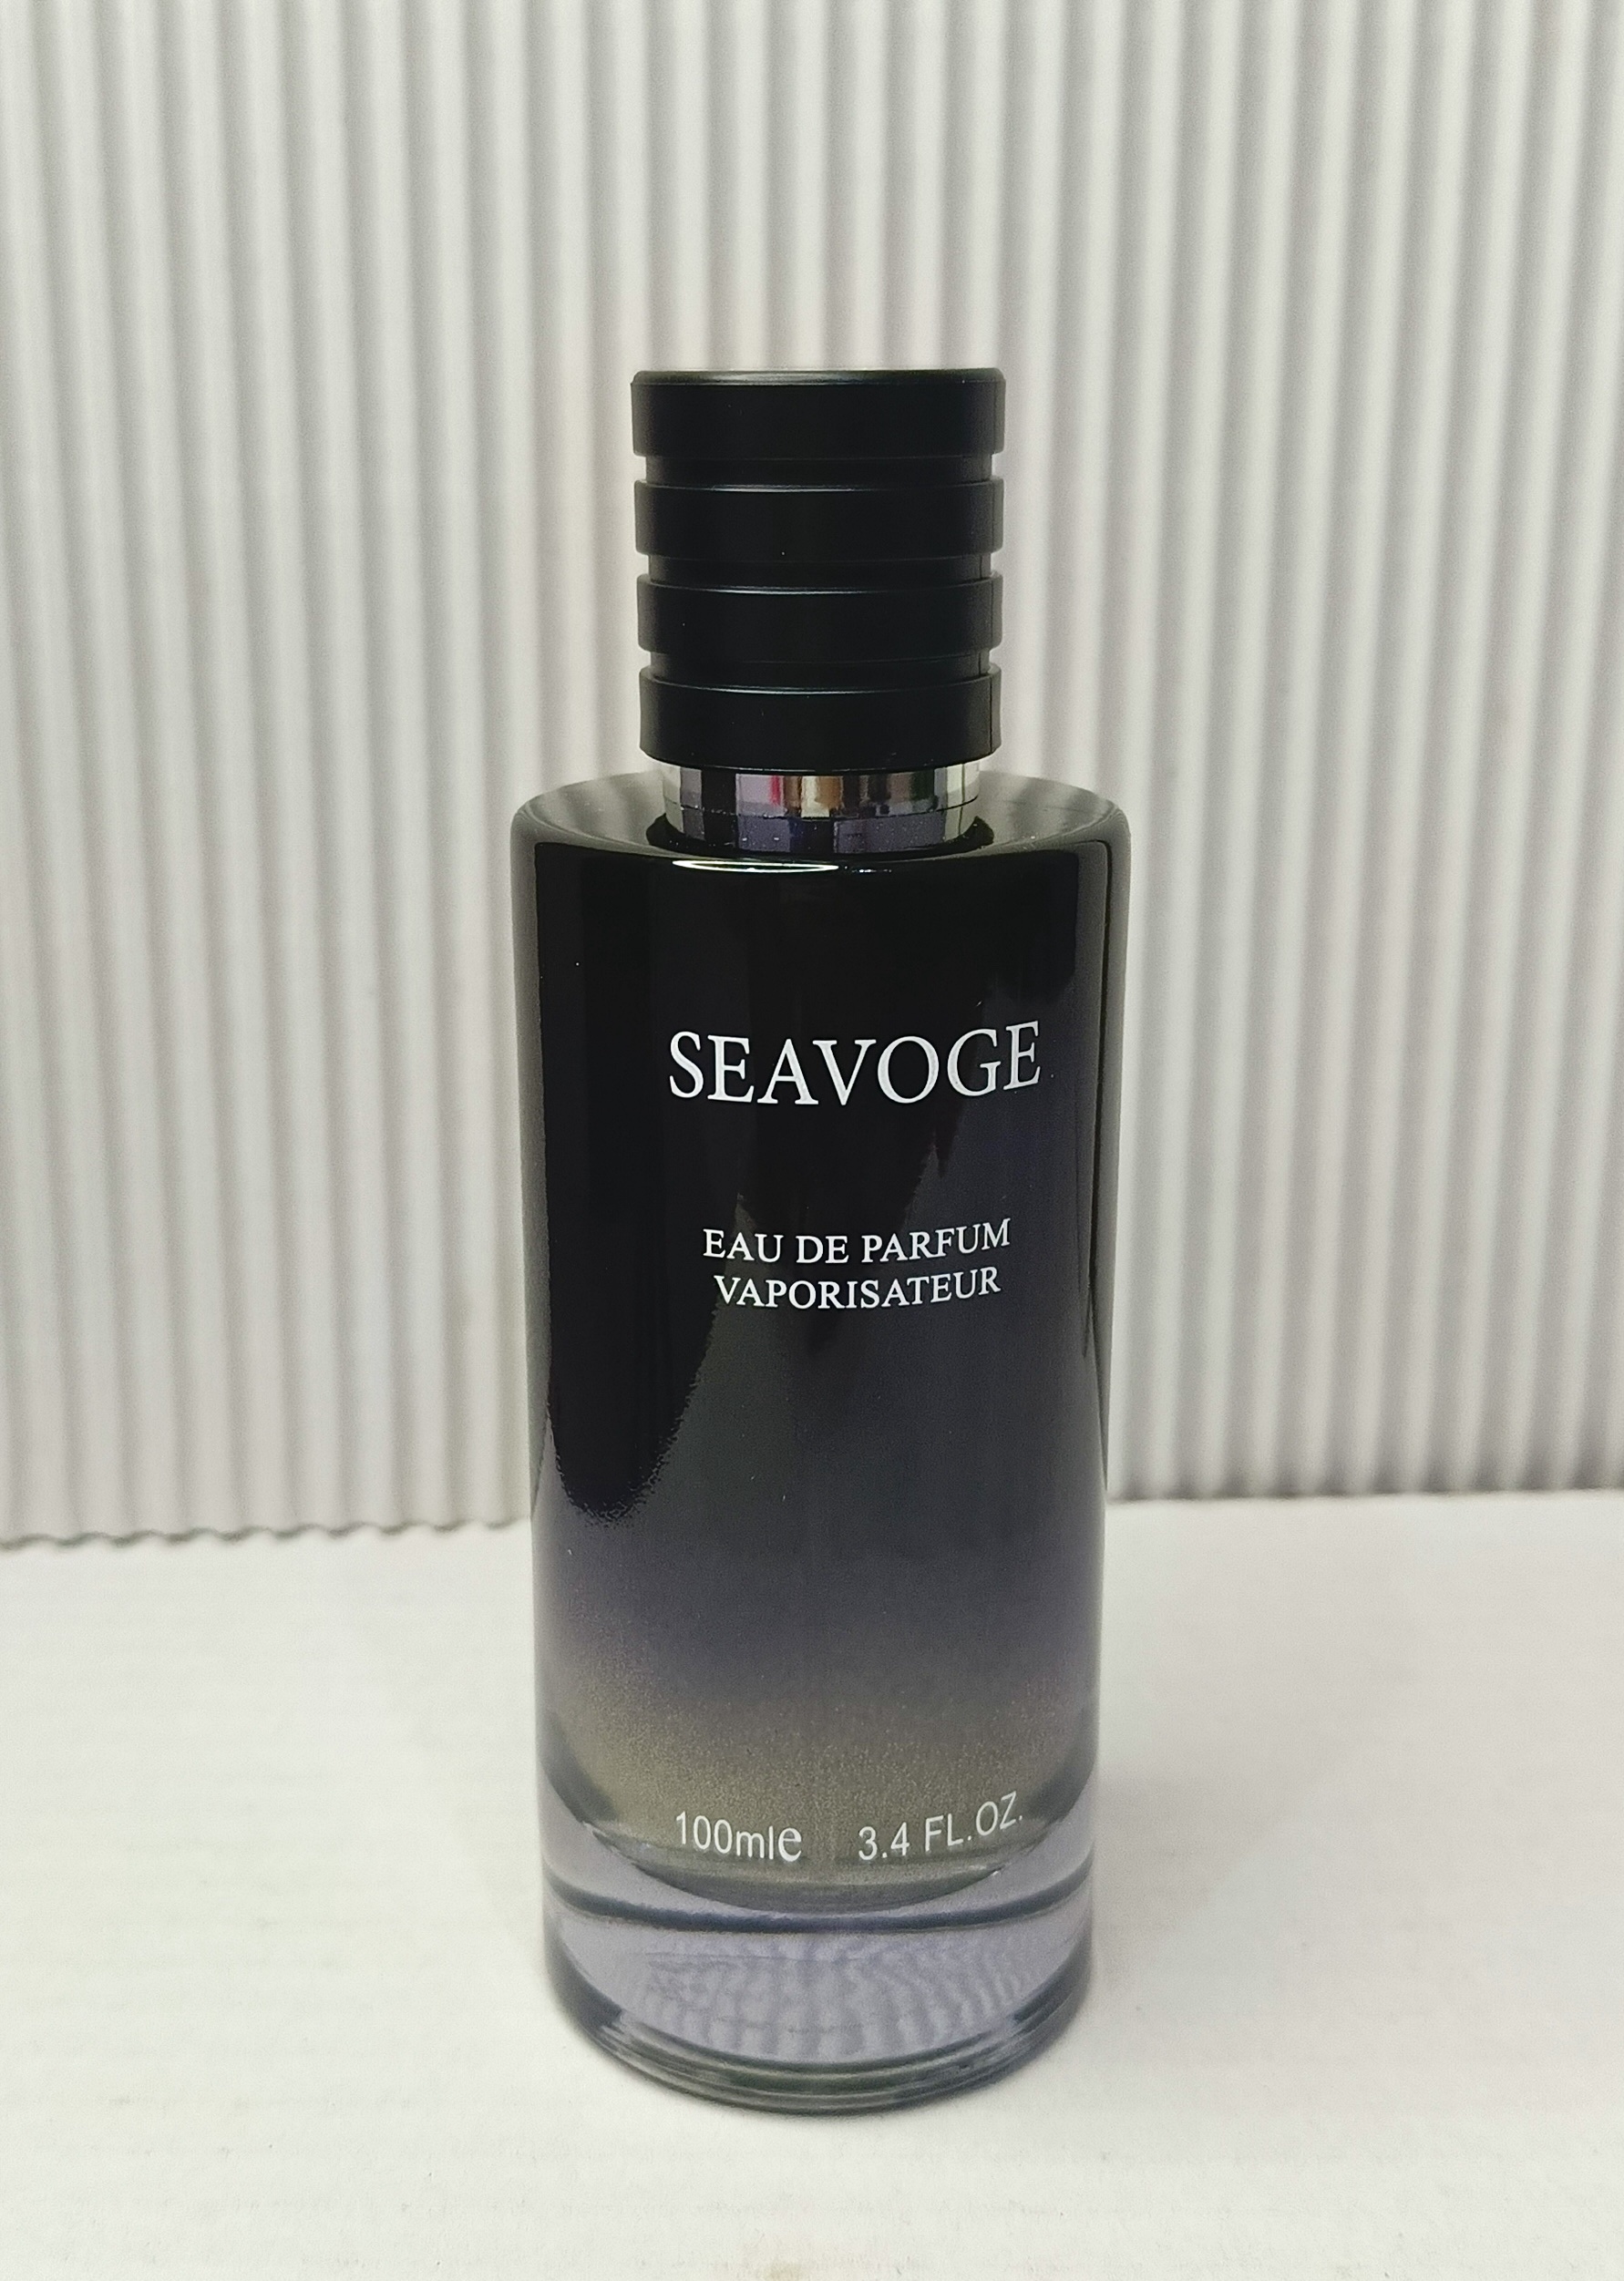 SEAVOGE
EAU DE PARFUM
VAPORISATEUR
100ml℮ 3.4 FL.OZ.